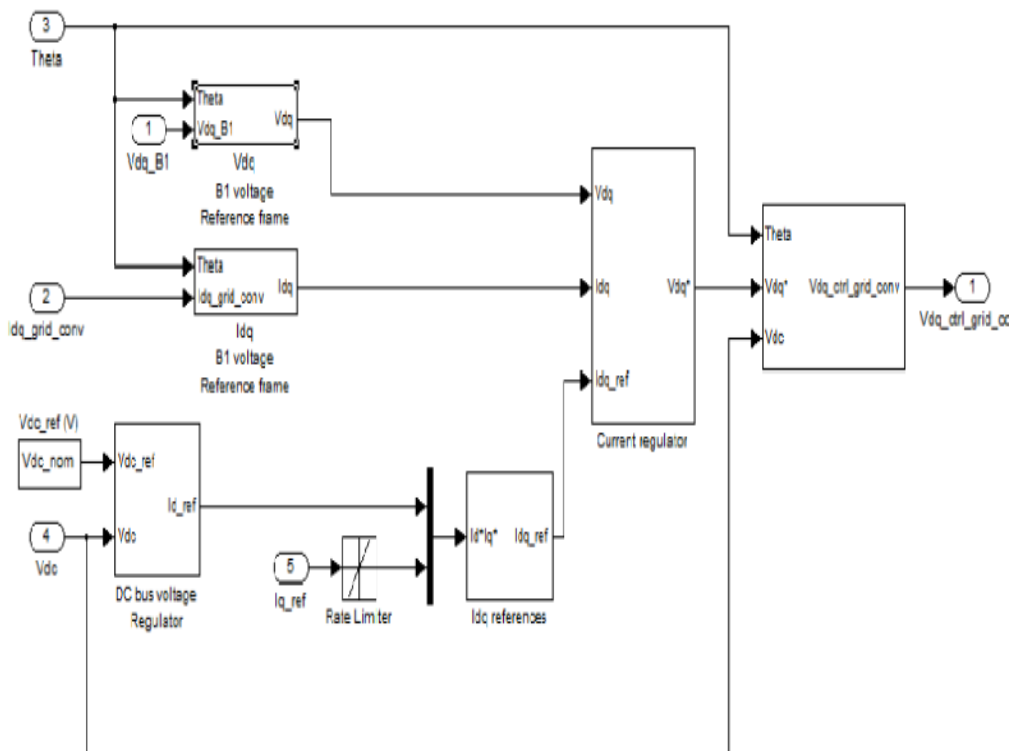 3
Theta
Theta
Vdq
1
Vdq_B1
Vdq_B1
Vdq
B1 voltage
Reference frame
Theta
Idq
2
Idq_grid_conv
Idq_grid_conv
Idq
B1 voltage
Reference frame
Vdq
Idq
Vdq*
Idq_ref
Current regulator
Theta
Vdq*
Vdq_ctrl_grid_conv
Vdc
1
Vdq_ctrl_grid_co
Vdc_ref (V)
Vdc_nom
Vdc_ref
Id_ref
4
Vdc
Vdc
DC bus voltage
Regulator
5
Iq_ref
Rate Limiter
Id*Iq*
Idq_ref
Idq references